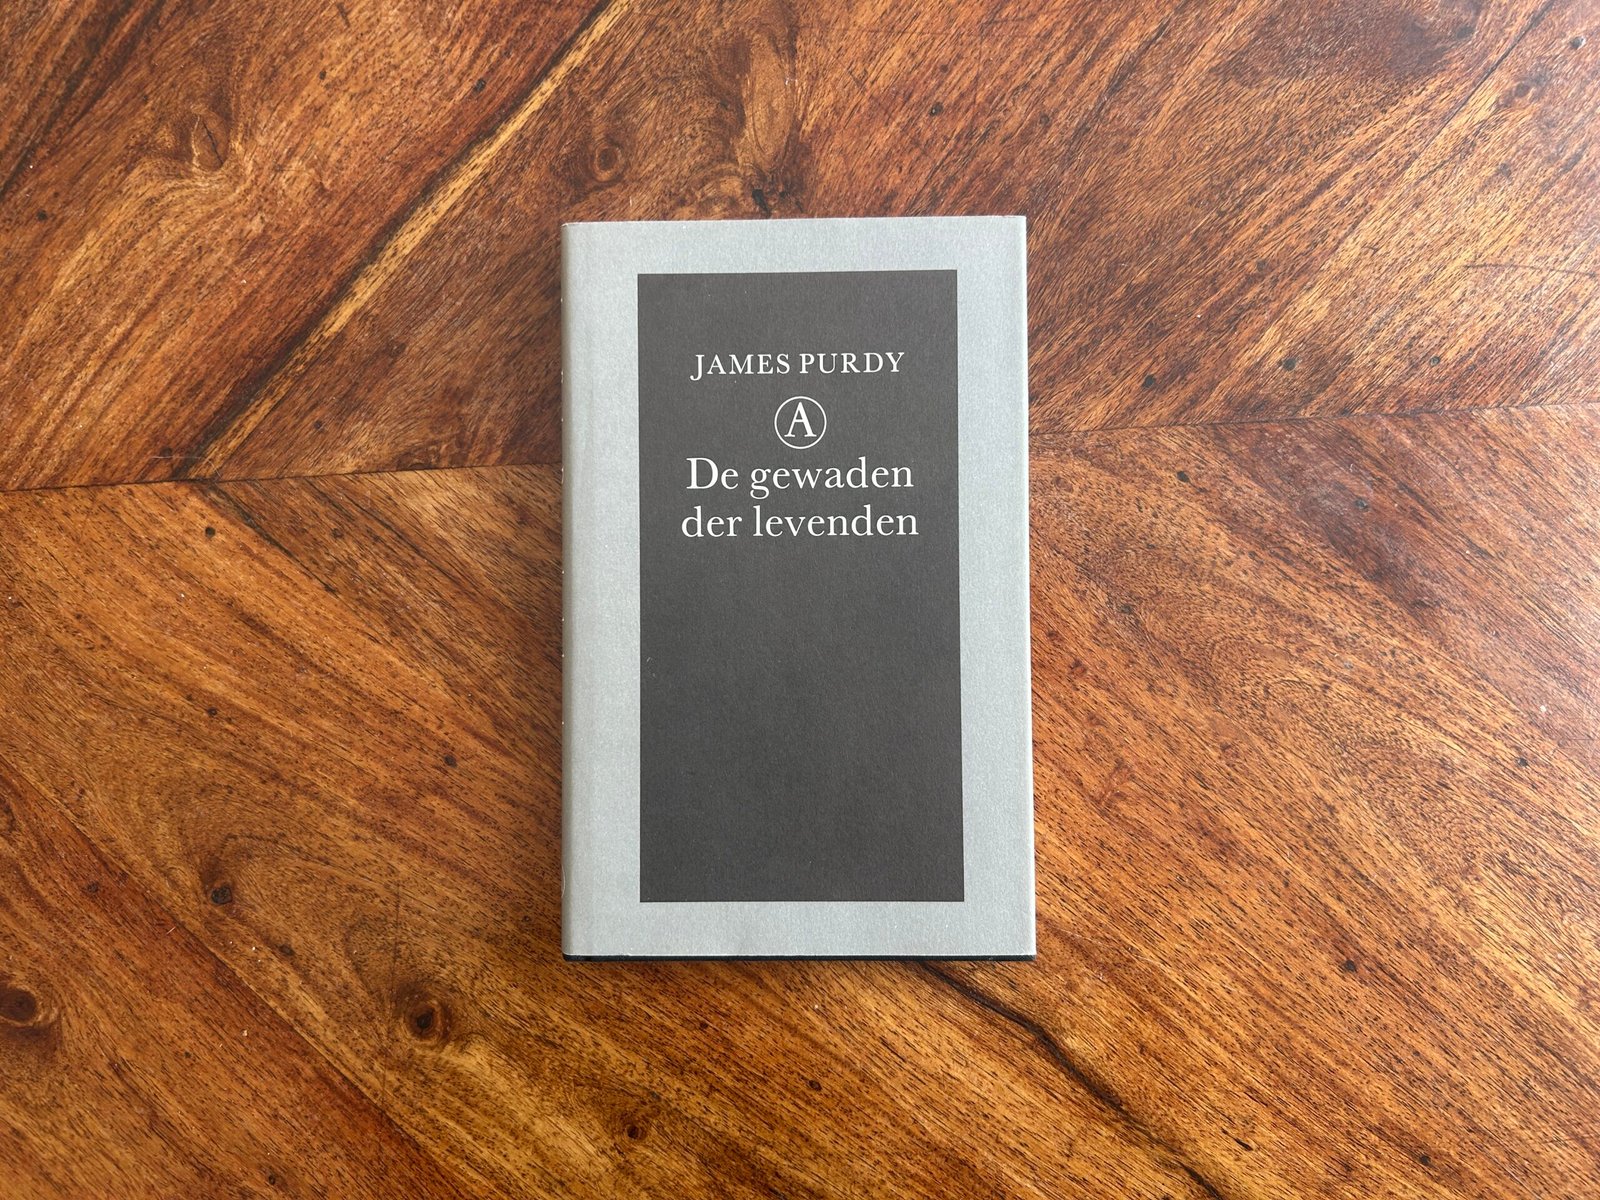 JAMES PURDY
A
De gewaden
der levenden